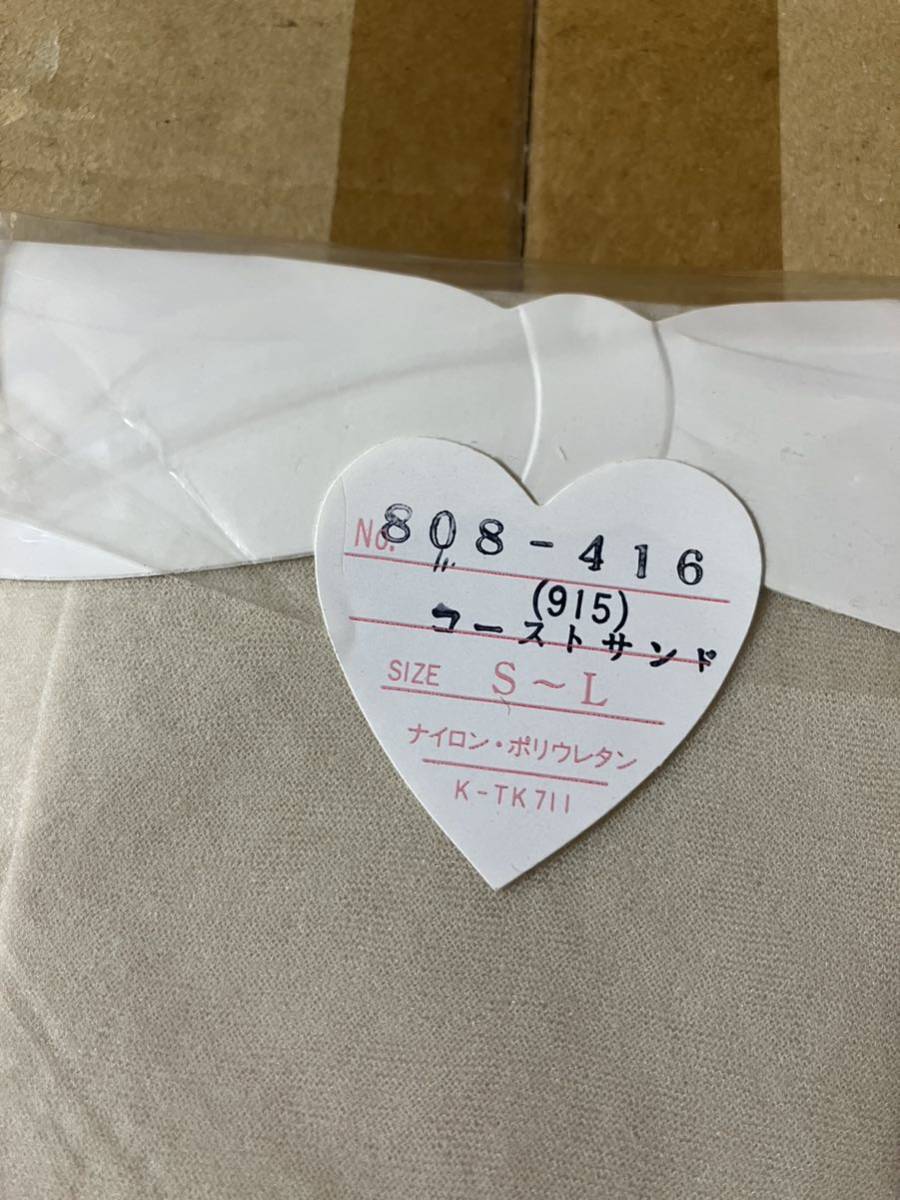 No. 808-416
(915)
コーストサンド
SIZE S～L
ナイロン・ポリウレタン
K-TK711